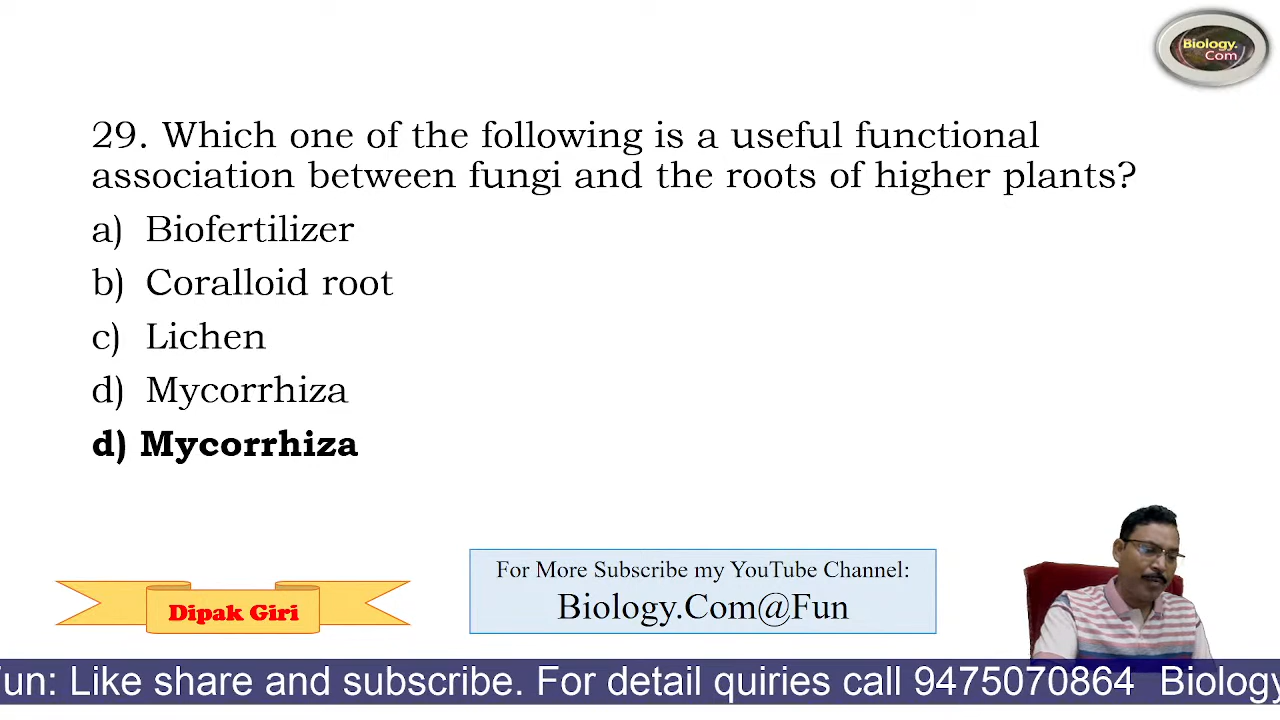 Biology.
Com
29. Which one of the following is a useful functional
association between fungi and the roots of higher plants?
a) Biofertilizer
b) Coralloid root
c) Lichen
d) Mycorrhiza
d) Mycorrhiza
For More Subscribe my YouTube Channel:
Biology.Com@Fun
Dipak Giri
Fun: Like share and subscribe. For detail quiries call 9475070864 Biology